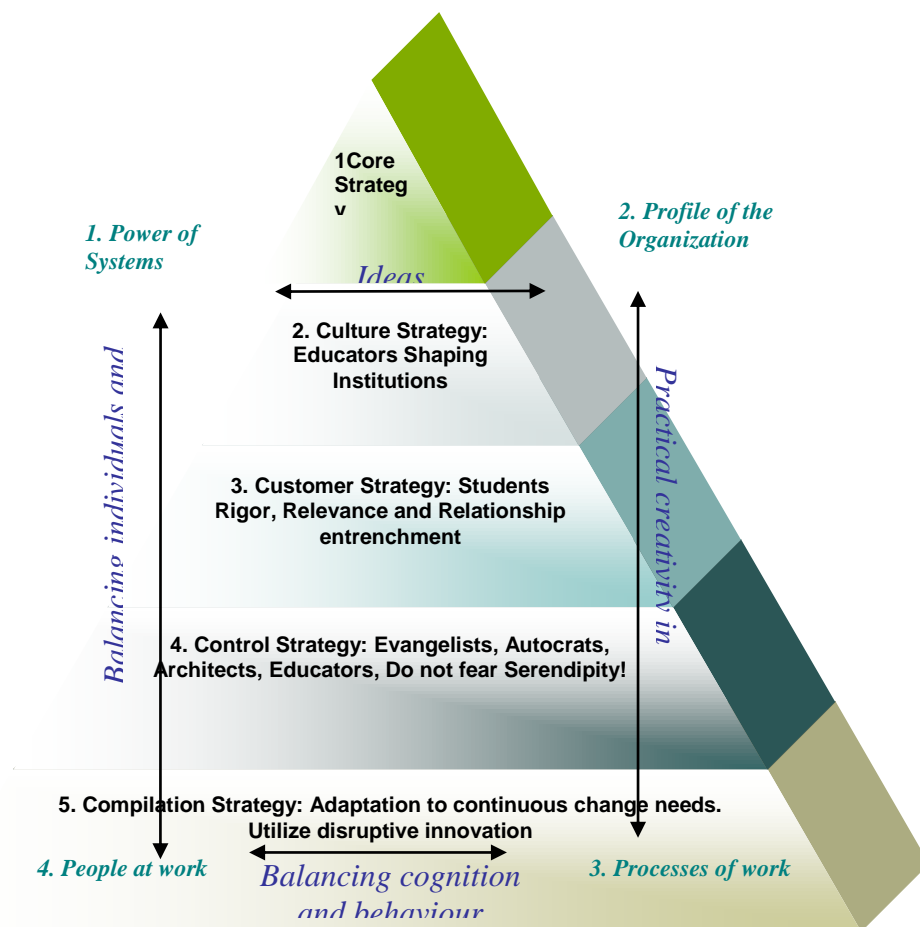 1Core
Strategy
1. Power of
Systems
2. Profile of the
Organization
Ideas
2. Culture Strategy:
Educators Shaping
Institutions
Balancing individuals and
Practical creativity in
3. Customer Strategy: Students
Rigor, Relevance and Relationship
entrenchment
4. Control Strategy: Evangelists, Autocrats,
Architects, Educators, Do not fear Serendipity!
5. Compilation Strategy: Adaptation to continuous change needs.
Utilize disruptive innovation
4. People at work
3. Processes of work
Balancing cognition
and behaviour